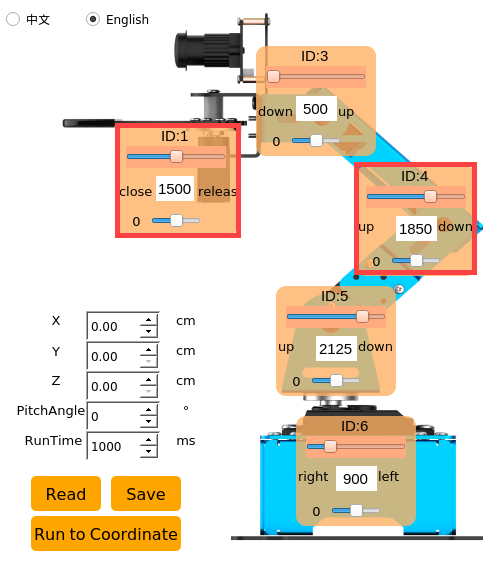 中文 English
ID:3
down 500 up
0
ID:1
close 1500 releas
0
ID:4
up 1850 down
0
ID:5
up 2125 down
0
X 0.00 cm
Y 0.00 cm
Z 0.00 cm
PitchAngle 0 °
RunTime 1000 ms
ID:6
right 900 left
0
Read Save
Run to Coordinate